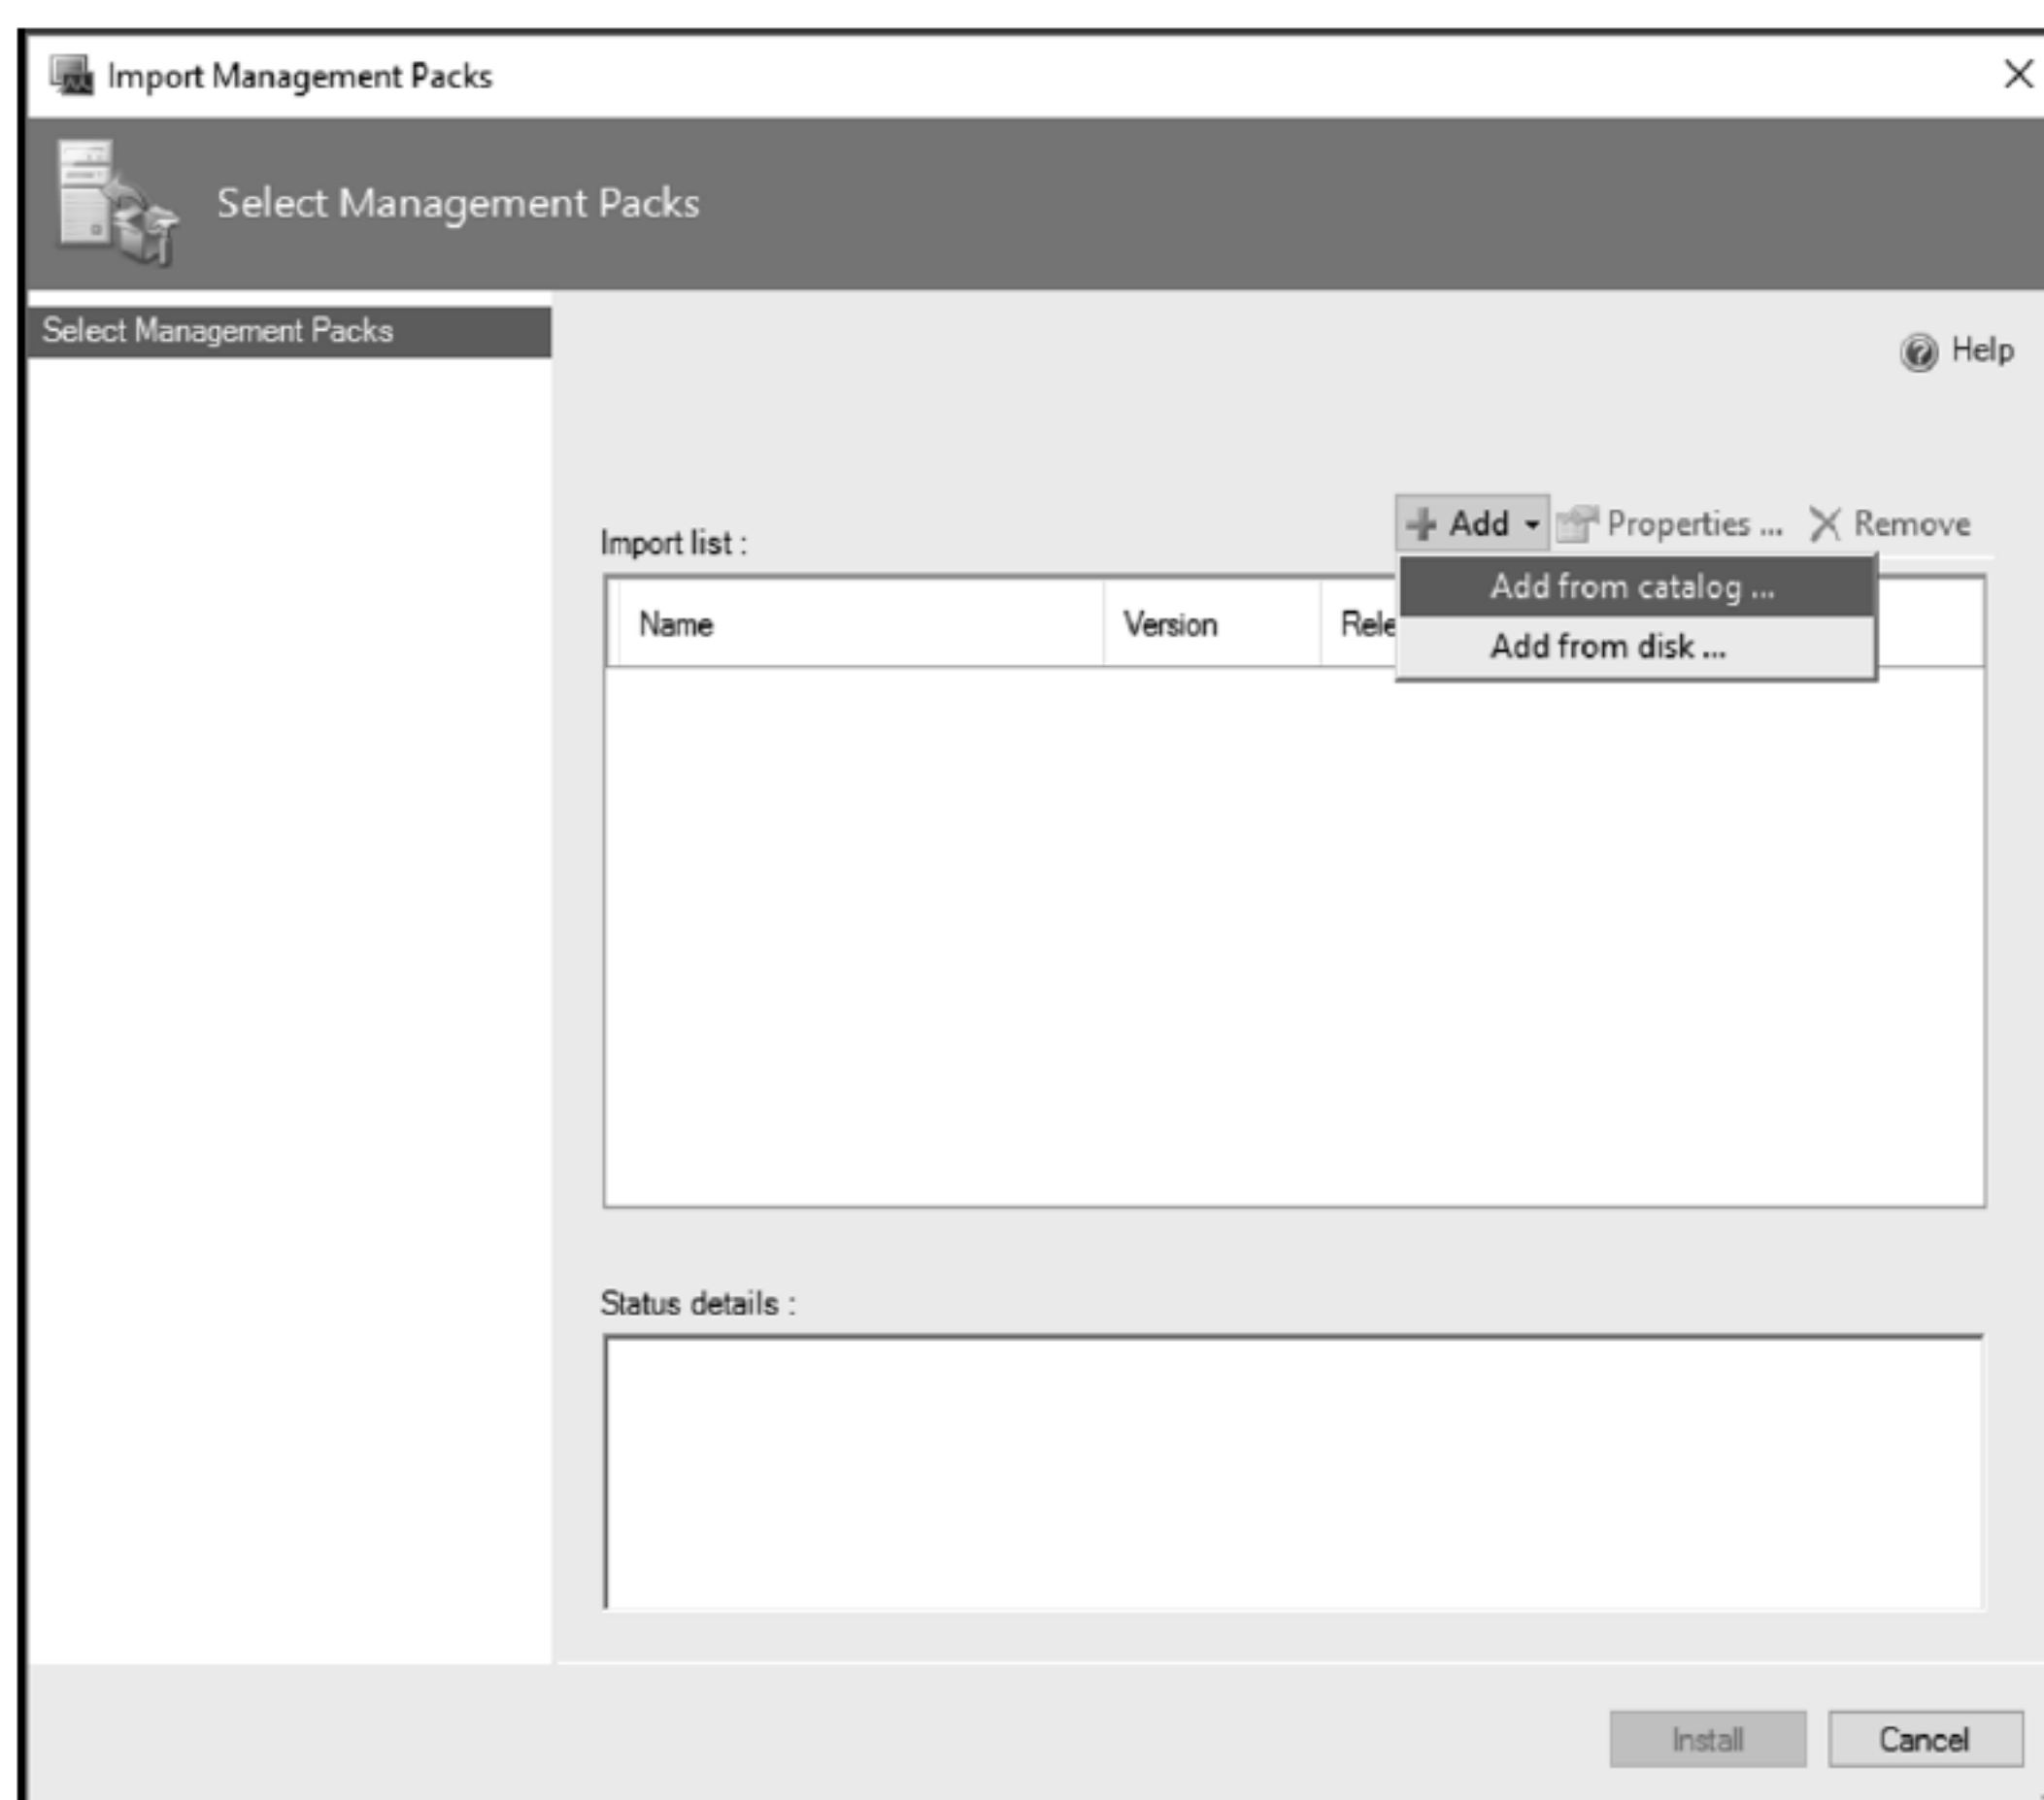 Import Management Packs
Select Management Packs
Select Management Packs
Help
Import list :
Add
Properties ...
Remove
Add from catalog ...
Add from disk ...
Name
Version
Rele
Status details :
Install
Cancel